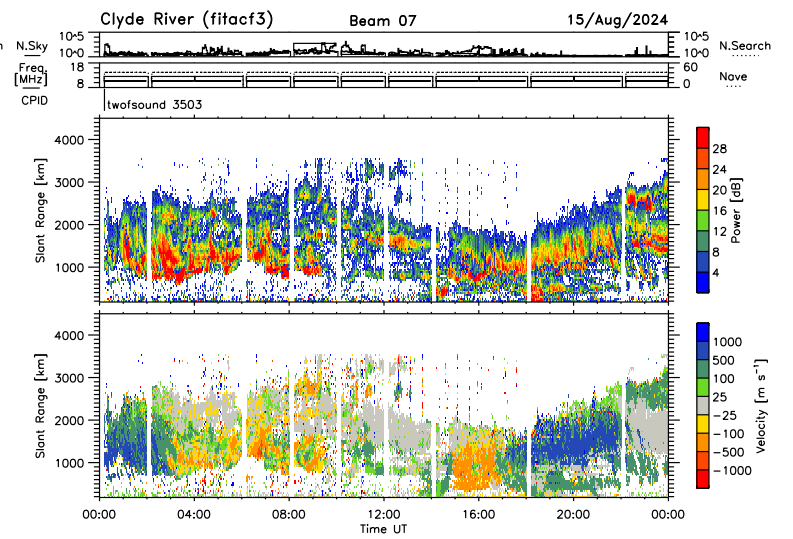 Clyde River (fitacf3) Beam 07 15/Aug/2024
n N.Sky 10^5 10^5 N.Search
10^0 10^0
Freq. 18 60 Nave
[MHz] 8 0
CPID
twofsound 3503
Slant Range [km]
4000
3000
2000
1000
Power [dB]
28
24
20
16
12
8
4
Slant Range [km]
4000
3000
2000
1000
Velocity [m s⁻¹]
1000
500
100
25
−25
−100
−500
−1000
00:00 04:00 08:00 12:00 16:00 20:00 00:00
Time UT